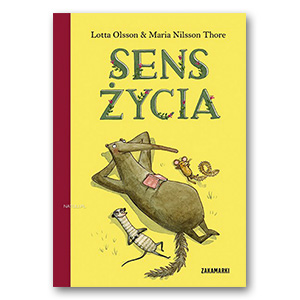 Lotta Olsson & Maria Nilsson Thore
SENS
ŻYCIA
ZAKAMARKI